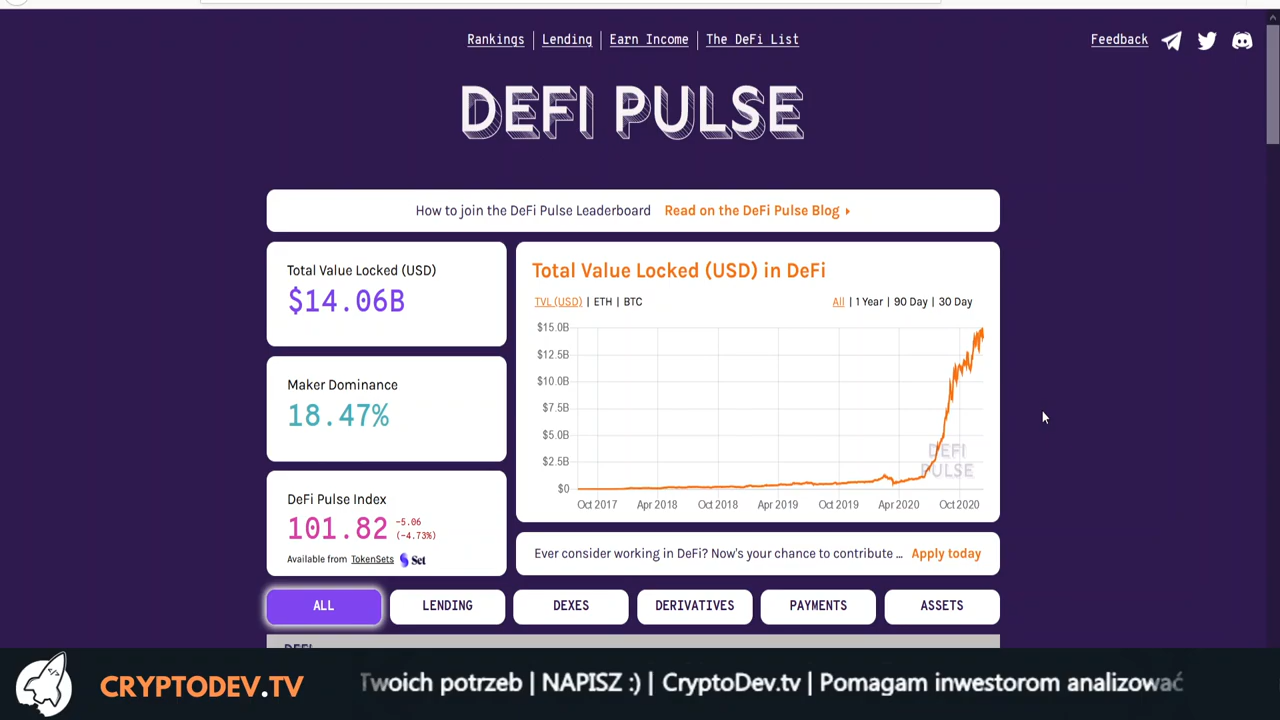 Rankings | Lending | Earn Income | The DeFi List
Feedback
DEFI PULSE
How to join the DeFi Pulse Leaderboard Read on the DeFi Pulse Blog
Total Value Locked (USD)
$14.06B
Maker Dominance
18.47%
DeFi Pulse Index
101.82 -5.06
(-4.73%)
Available from TokenSets Set
Total Value Locked (USD) in DeFi
TVL (USD) | ETH | BTC
All | 1 Year | 90 Day | 30 Day
$15.0B
$12.5B
$10.0B
$7.5B
$5.0B
$2.5B
$0
DEFI
PULSE
Oct 2017 Apr 2018 Oct 2018 Apr 2019 Oct 2019 Apr 2020 Oct 2020
Ever consider working in DeFi? Now's your chance to contribute ... Apply today
ALL LENDING DEXES DERIVATIVES PAYMENTS ASSETS
CRYPTODEV.TV
Twoich potrzeb | NAPISZ :) | CryptoDev.tv | Pomagam inwestorom analizować